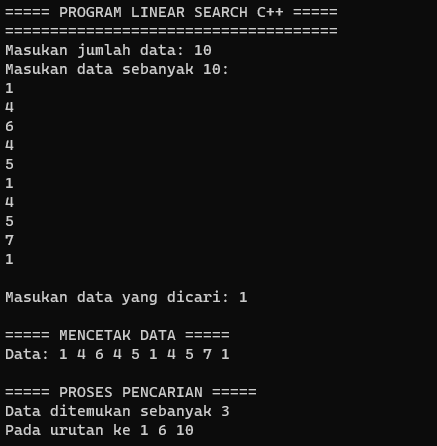 ===== PROGRAM LINEAR SEARCH C++ =====
=====================================
Masukan jumlah data: 10
Masukan data sebanyak 10:
1
4
6
4
5
1
4
5
7
1
Masukan data yang dicari: 1
===== MENCETAK DATA =====
Data: 1 4 6 4 5 1 4 5 7 1
===== PROSES PENCARIAN =====
Data ditemukan sebanyak 3
Pada urutan ke 1 6 10